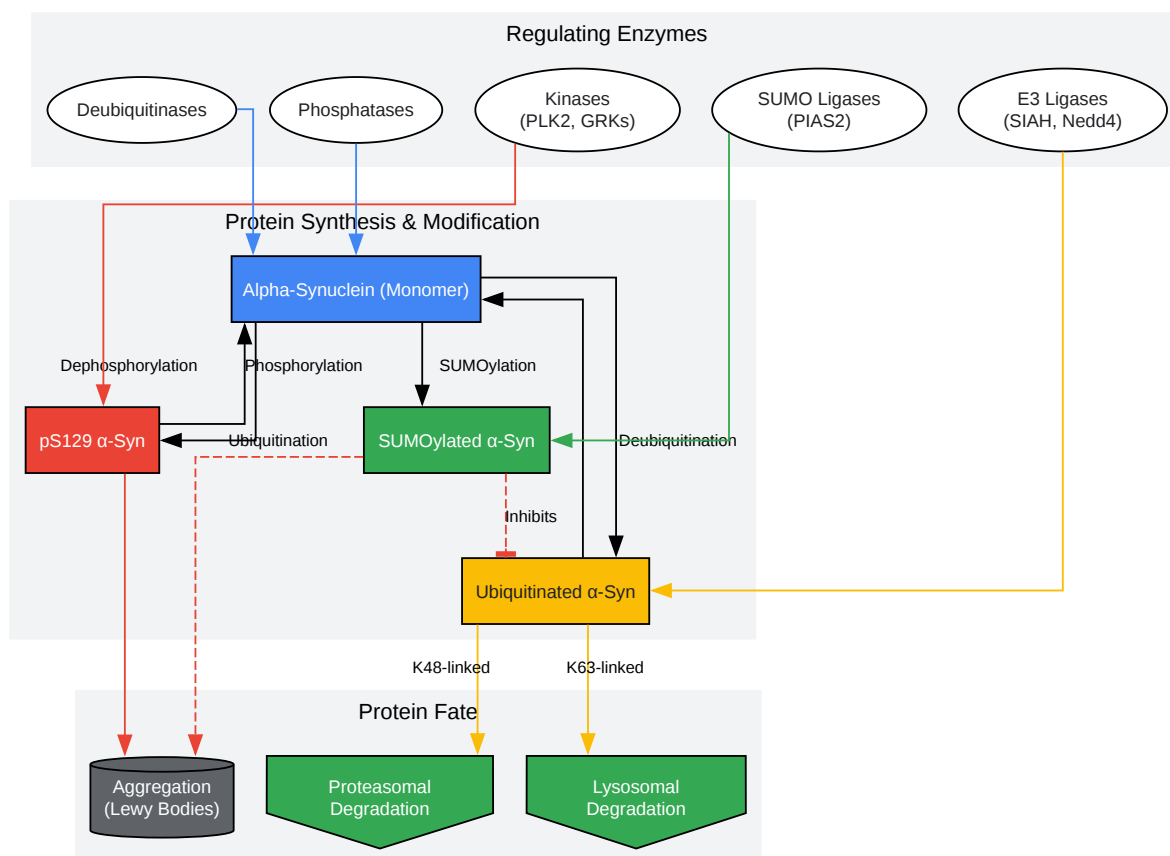 Regulating Enzymes
Deubiquitinases
Phosphatases
Kinases
(PLK2, GRKs)
SUMO Ligases
(PIAS2)
E3 Ligases
(SIAH, Nedd4)
Protein Synthesis & Modification
Alpha-Synuclein (Monomer)
Dephosphorylation
Phosphorylation
SUMOylation
pS129 α-Syn
Ubiquitination
SUMOylated α-Syn
Deubiquitination
Inhibits
Ubiquitinated α-Syn
K48-linked
K63-linked
Protein Fate
Aggregation
(Lewy Bodies)
Proteasomal
Degradation
Lysosomal
Degradation